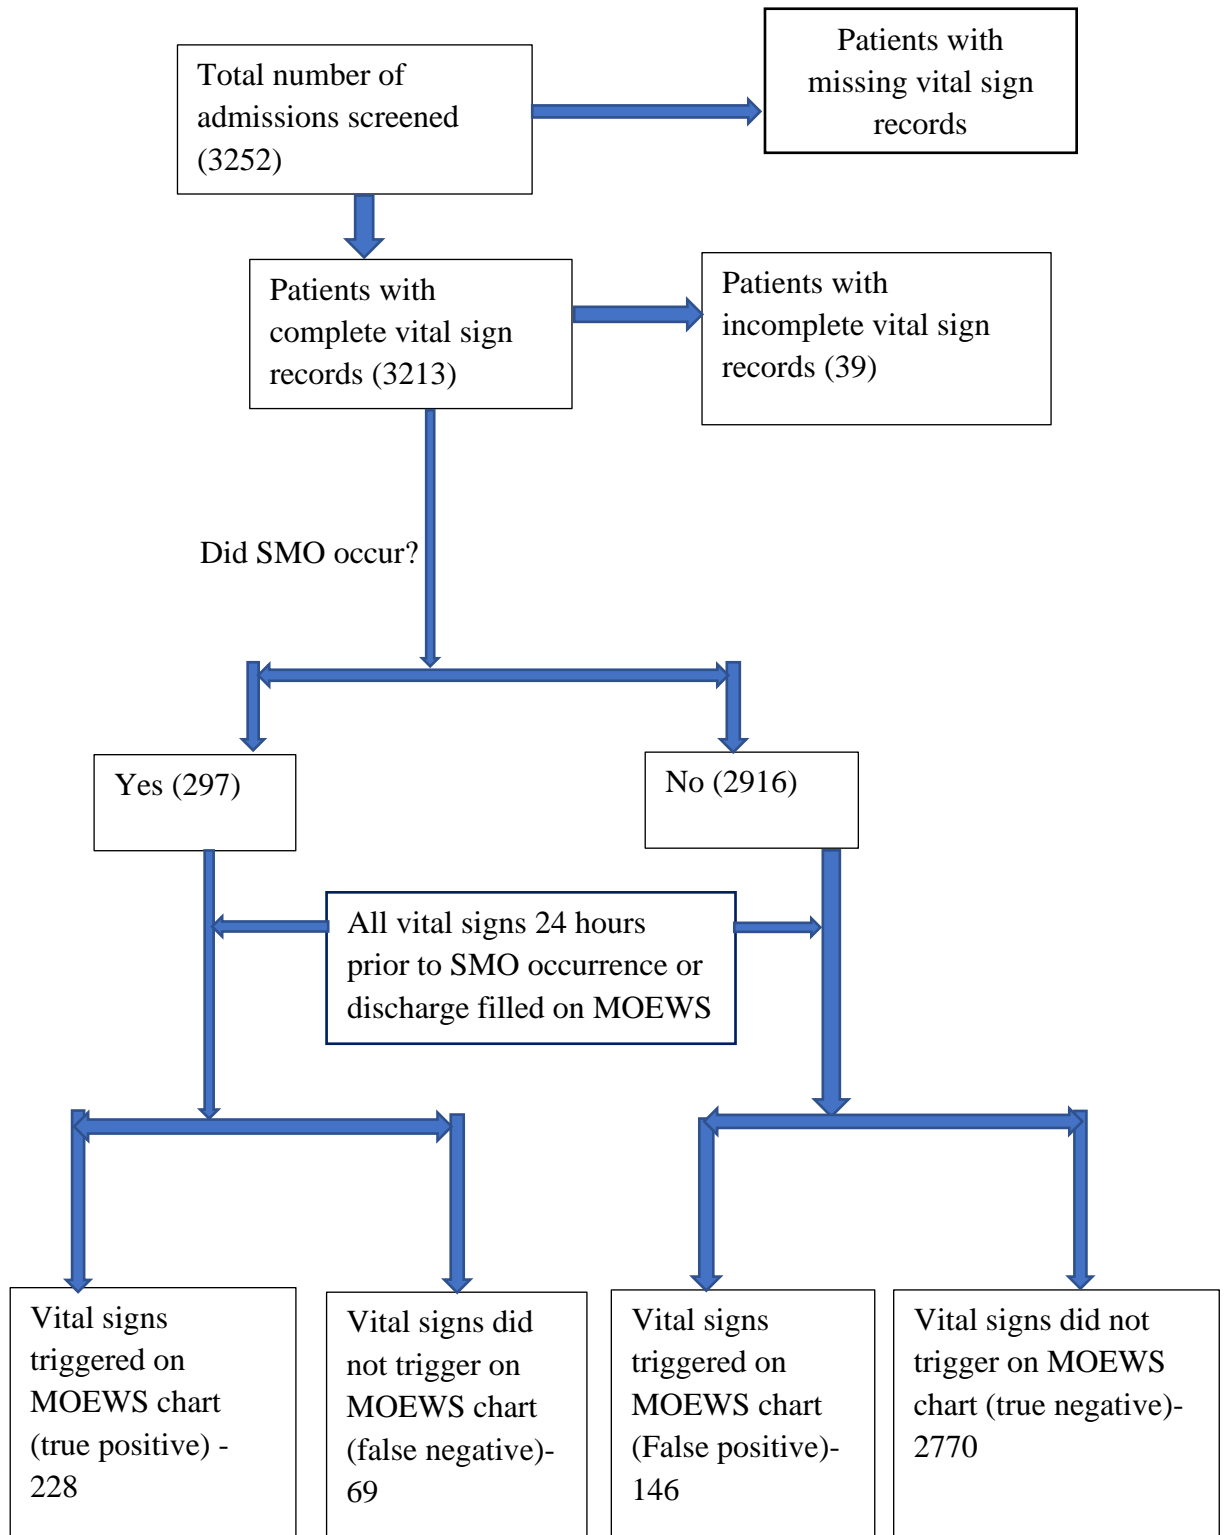 Total number of
admissions screened
(3252)
Patients with
missing vital sign
records
Patients with
complete vital sign
records (3213)
Patients with
incomplete vital sign
records (39)
Did SMO occur?
Yes (297)
No (2916)
All vital signs 24 hours
prior to SMO occurrence or
discharge filled on MOEWS
Vital signs
triggered on
MOEWS chart
(true positive) -
228
Vital signs did
not trigger on
MOEWS chart
(false negative)-
69
Vital signs
triggered on
MOEWS chart
(False positive)-
146
Vital signs did not
trigger on MOEWS
chart (true negative)-
2770